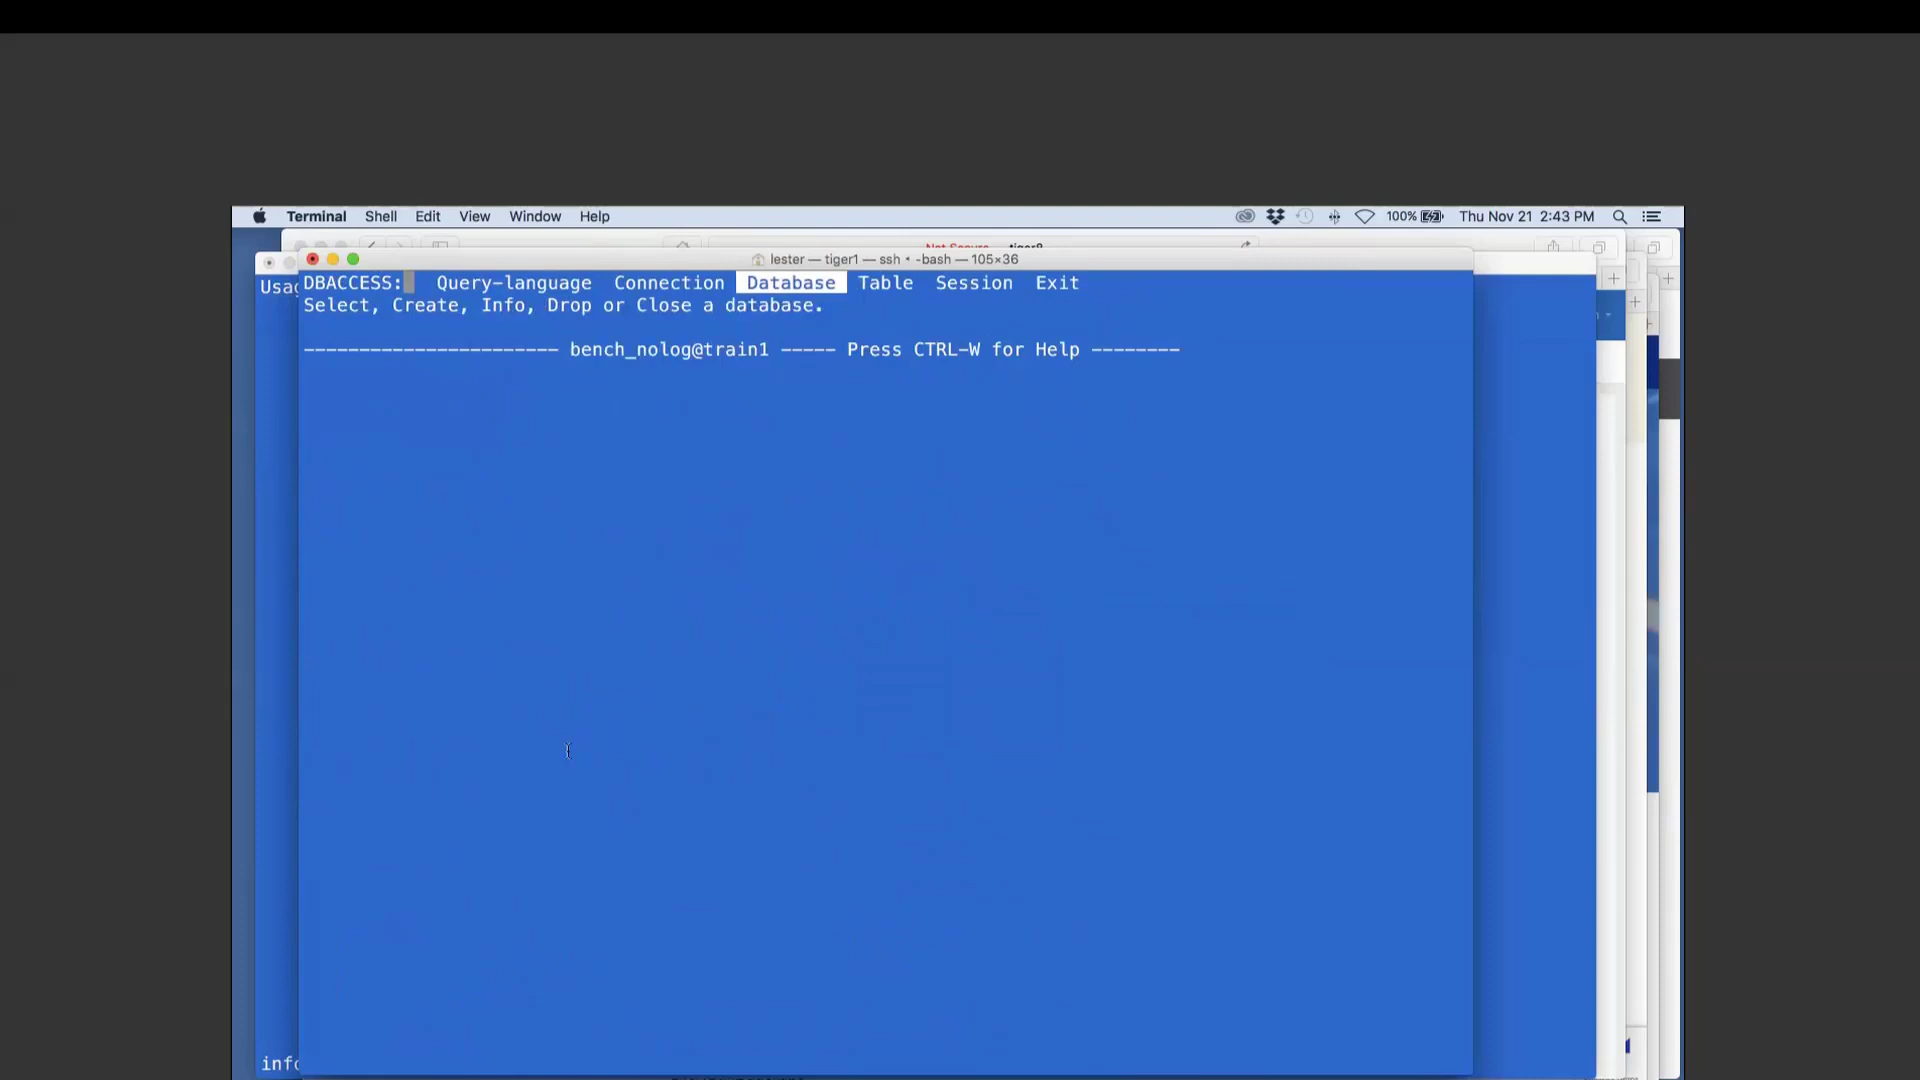 Terminal Shell Edit View Window Help 100% Thu Nov 21 2:43 PM
lester — tiger1 — ssh • -bash — 105×36
DBACCESS: Query-language Connection Database Table Session Exit
Select, Create, Info, Drop or Close a database.
----------------------- bench_nolog@train1 ----- Press CTRL-W for Help --------